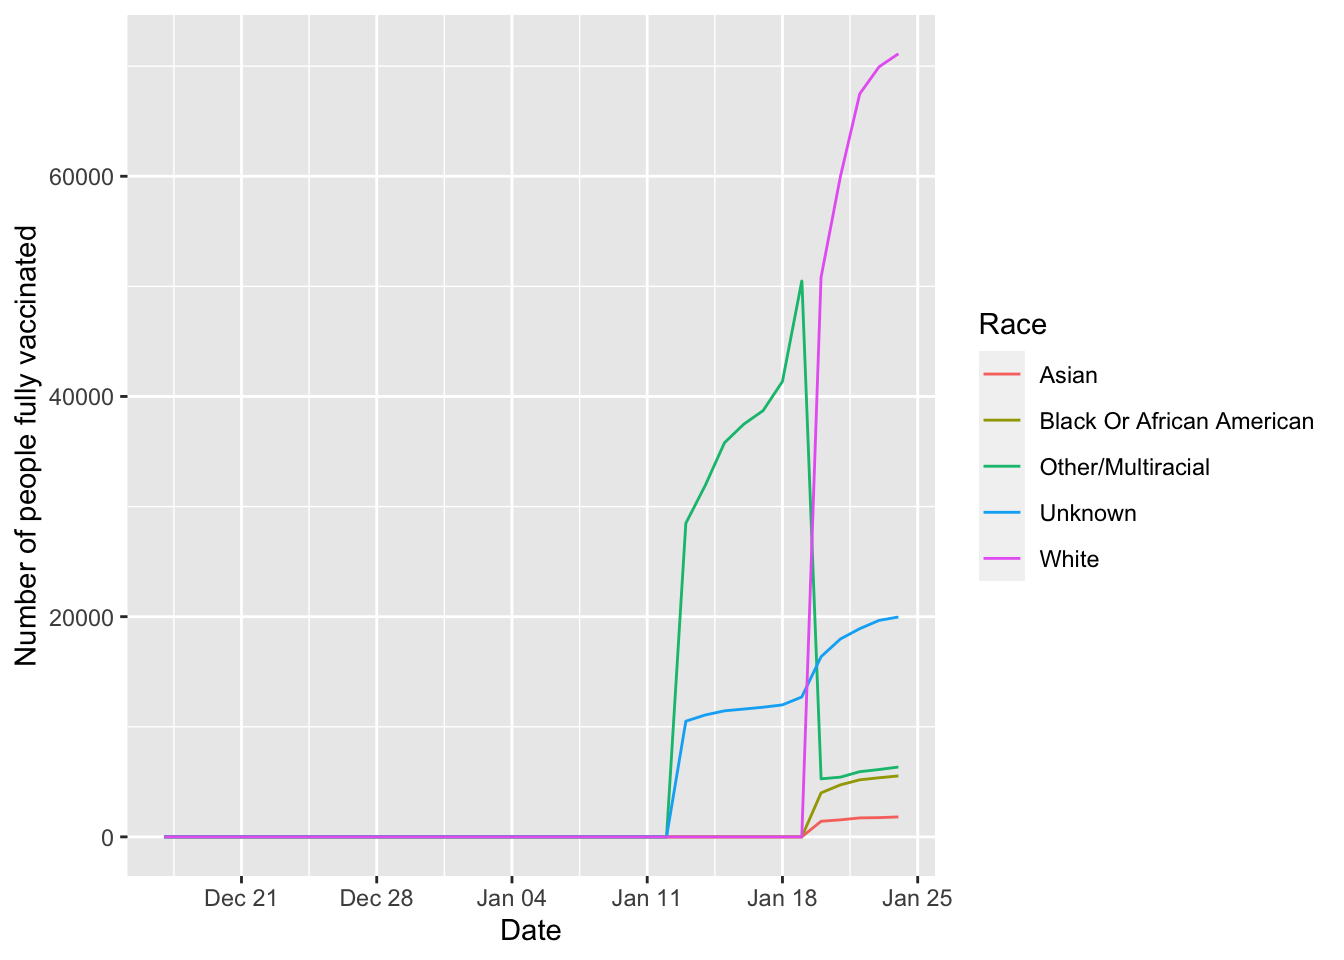 Number of people fully vaccinated
60000
40000
20000
0
Dec 21
Dec 28
Jan 04
Jan 11
Jan 18
Jan 25
Date
Race
Asian
Black Or African American
Other/Multiracial
Unknown
White